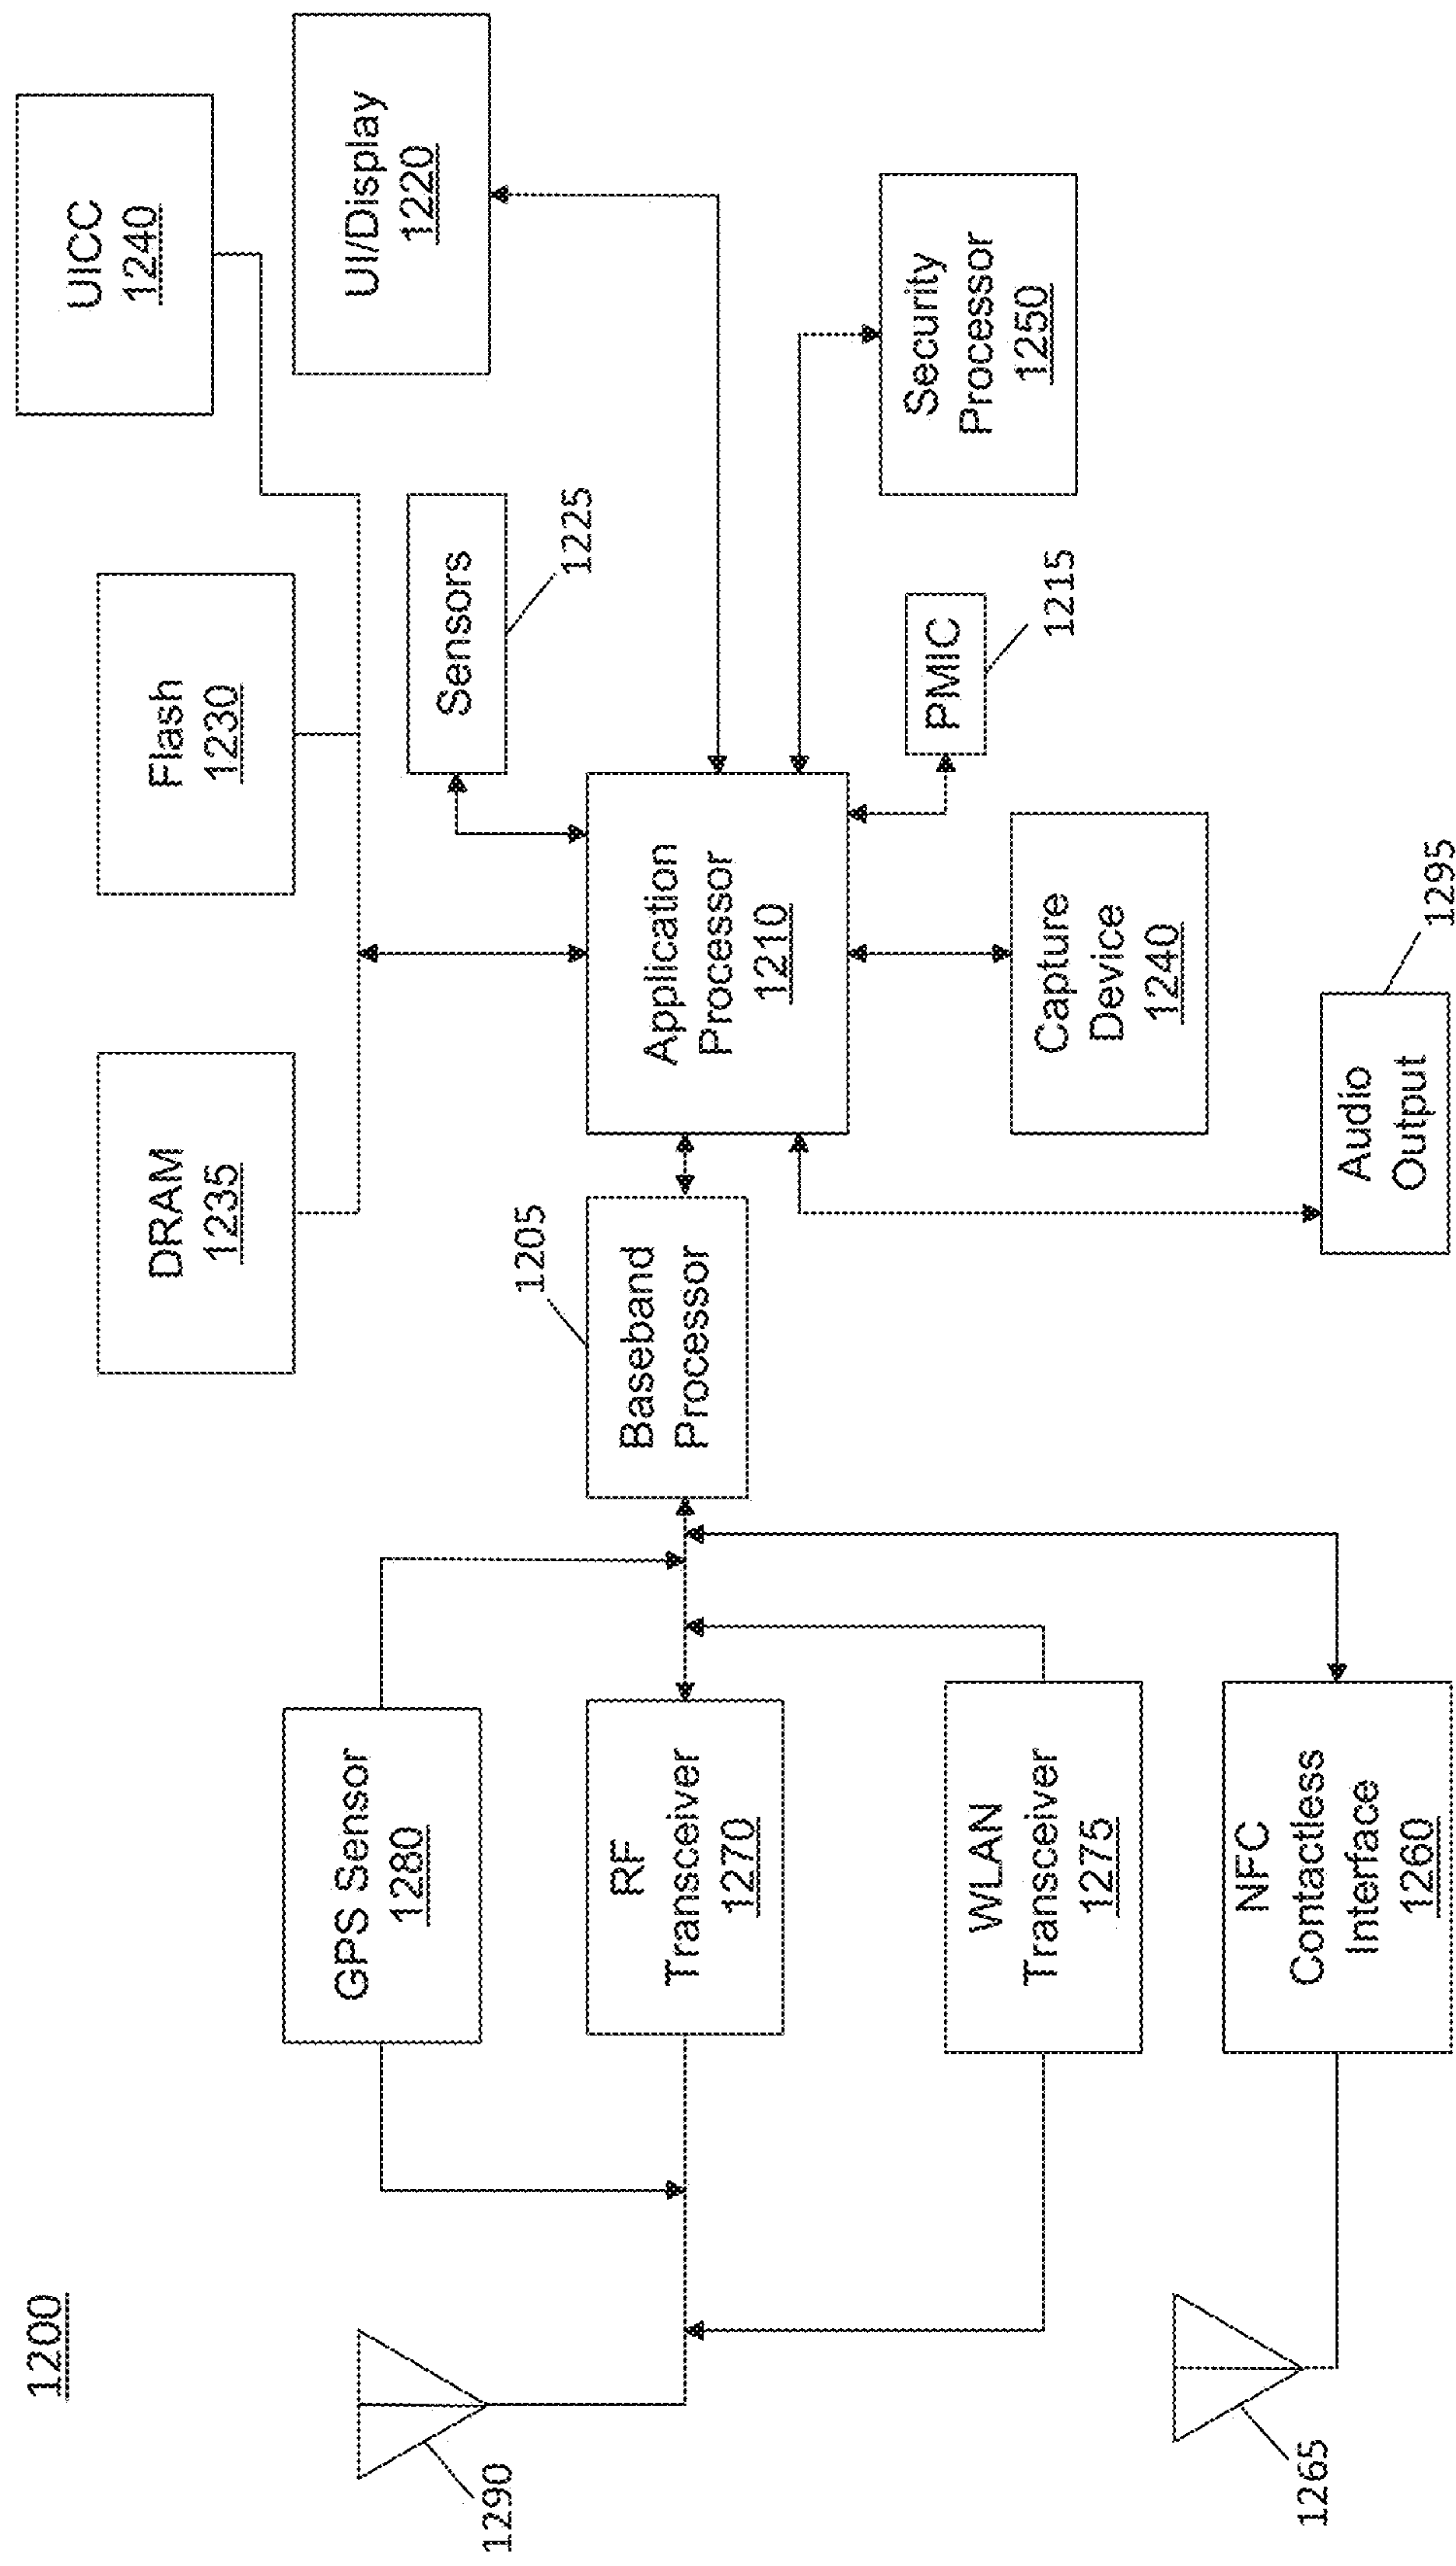 1200
UICC
1240
DRAM
1235
Flash
1230
UI/Display
1220
Sensors
1225
GPS Sensor
1280
1290
RF
Transceiver
1270
Baseband
Processor
1205
Application
Processor
1210
Security
Processor
1250
PMIC
1215
WLAN
Transceiver
1275
Capture
Device
1240
NFC
Contactless
Interface
1260
1265
Audio
Output
1295